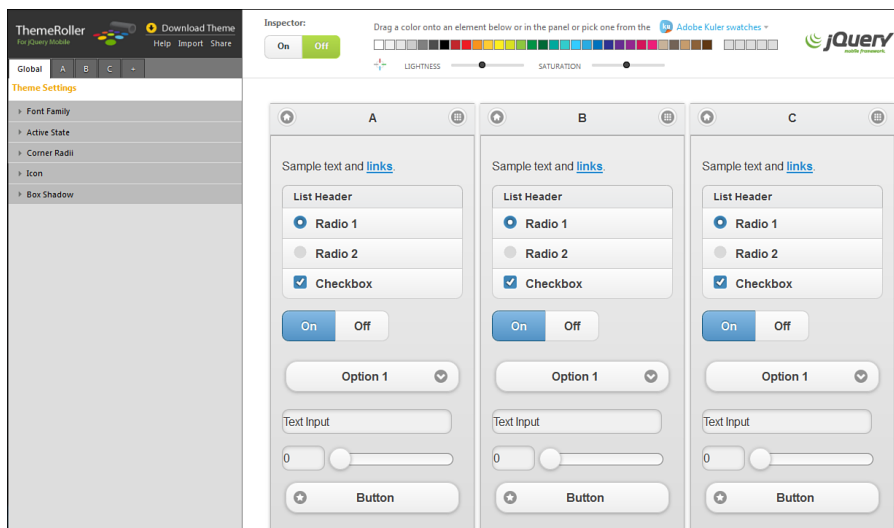 ThemeRoller
For jQuery Mobile
Download Theme
Help Import Share
Global A B C +
Theme Settings
Font Family
Active State
Corner Radii
Icon
Box Shadow
Inspector:
On Off
Drag a color onto an element below or in the panel or pick one from the ku Adobe Kuler swatches
LIGHTNESS SATURATION
jQuery
mobile framework.
A
Sample text and links.
List Header
Radio 1
Radio 2
Checkbox
On Off
Option 1
Text Input
0
Button
B
Sample text and links.
List Header
Radio 1
Radio 2
Checkbox
On Off
Option 1
Text Input
0
Button
C
Sample text and links.
List Header
Radio 1
Radio 2
Checkbox
On Off
Option 1
Text Input
0
Button